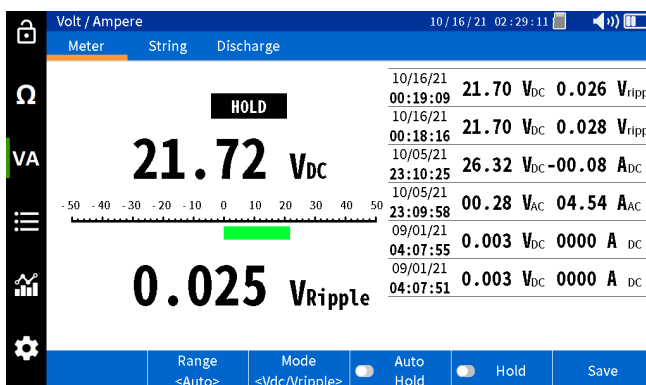 Volt / Ampere
10/16/21 02:29:11
Meter String Discharge
Ω
VA
HOLD
21.72 VDC
-50 -40 -30 -20 -10 0 10 20 30 40 50
0.025 VRipple
10/16/21
00:19:09 21.70 VDC 0.026 Vripp
10/16/21
00:18:16 21.70 VDC 0.028 Vripp
10/05/21
23:10:25 26.32 VDC -00.08 ADC
10/05/21
23:09:58 00.28 VAC 04.54 AAC
09/01/21
04:07:55 0.003 VDC 0000 A DC
09/01/21
04:07:51 0.003 VDC 0000 A DC
Range
<Auto>
Mode
<Vdc/Vripple>
Auto
Hold
Hold
Save